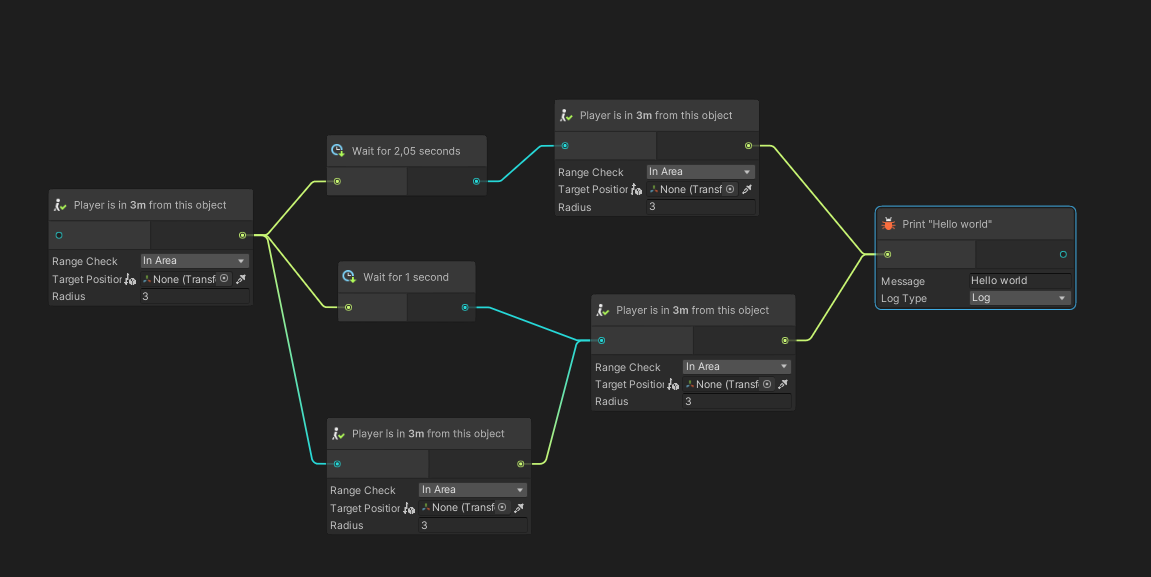 Player is in 3m from this object
Range Check In Area
Target Position None (Transf
Radius 3
Wait for 2,05 seconds
Wait for 1 second
Player is in 3m from this object
Range Check In Area
Target Position None (Transf
Radius 3
Player is in 3m from this object
Range Check In Area
Target Position None (Transf
Radius 3
Player is in 3m from this object
Range Check In Area
Target Position None (Transf
Radius 3
Print "Hello world"
Message Hello world
Log Type Log